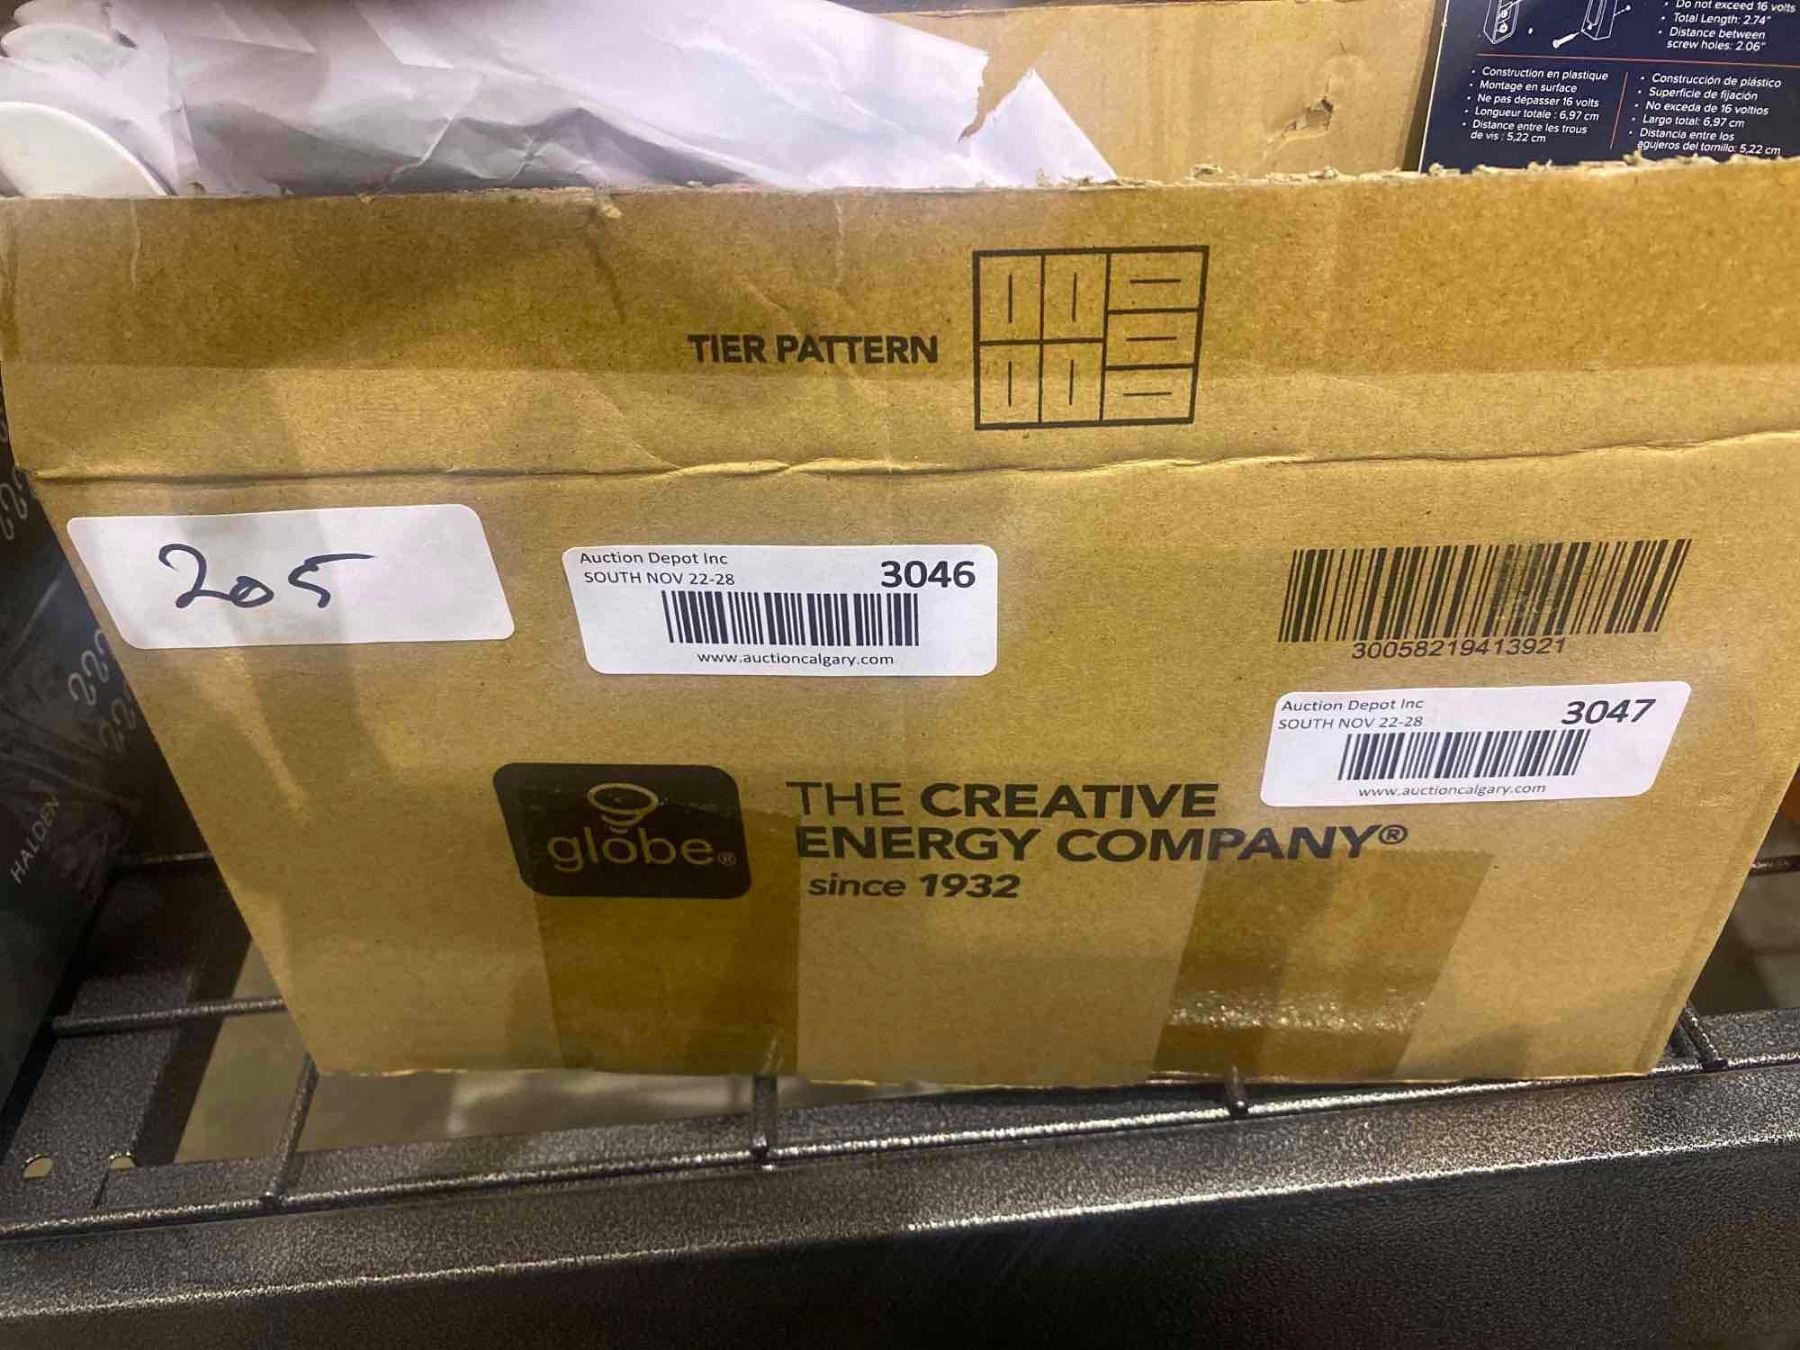 Do not exceed 16 volts
Total Length: 2.74"
Distance between
screw holes: 2.06"
Construction en plastique
Montage en surface
Ne pas dépasser 16 volts
Longueur totale : 6,97 cm
Distance entre les trous
de vis : 5,22 cm
Construcción de plástico
Superficie de fijación
No exceda de 16 voltios
Largo total: 6,97 cm
Distancia entre los
agujeros del tornillo: 5,22 cm
TIER PATTERN
205
Auction Depot Inc
SOUTH NOV 22-28
3046
www.auctioncalgary.com
30058219413921
Auction Depot Inc
SOUTH NOV 22-28
3047
www.auctioncalgary.com
globe®
THE CREATIVE
ENERGY COMPANY®
since 1932
HALDEN